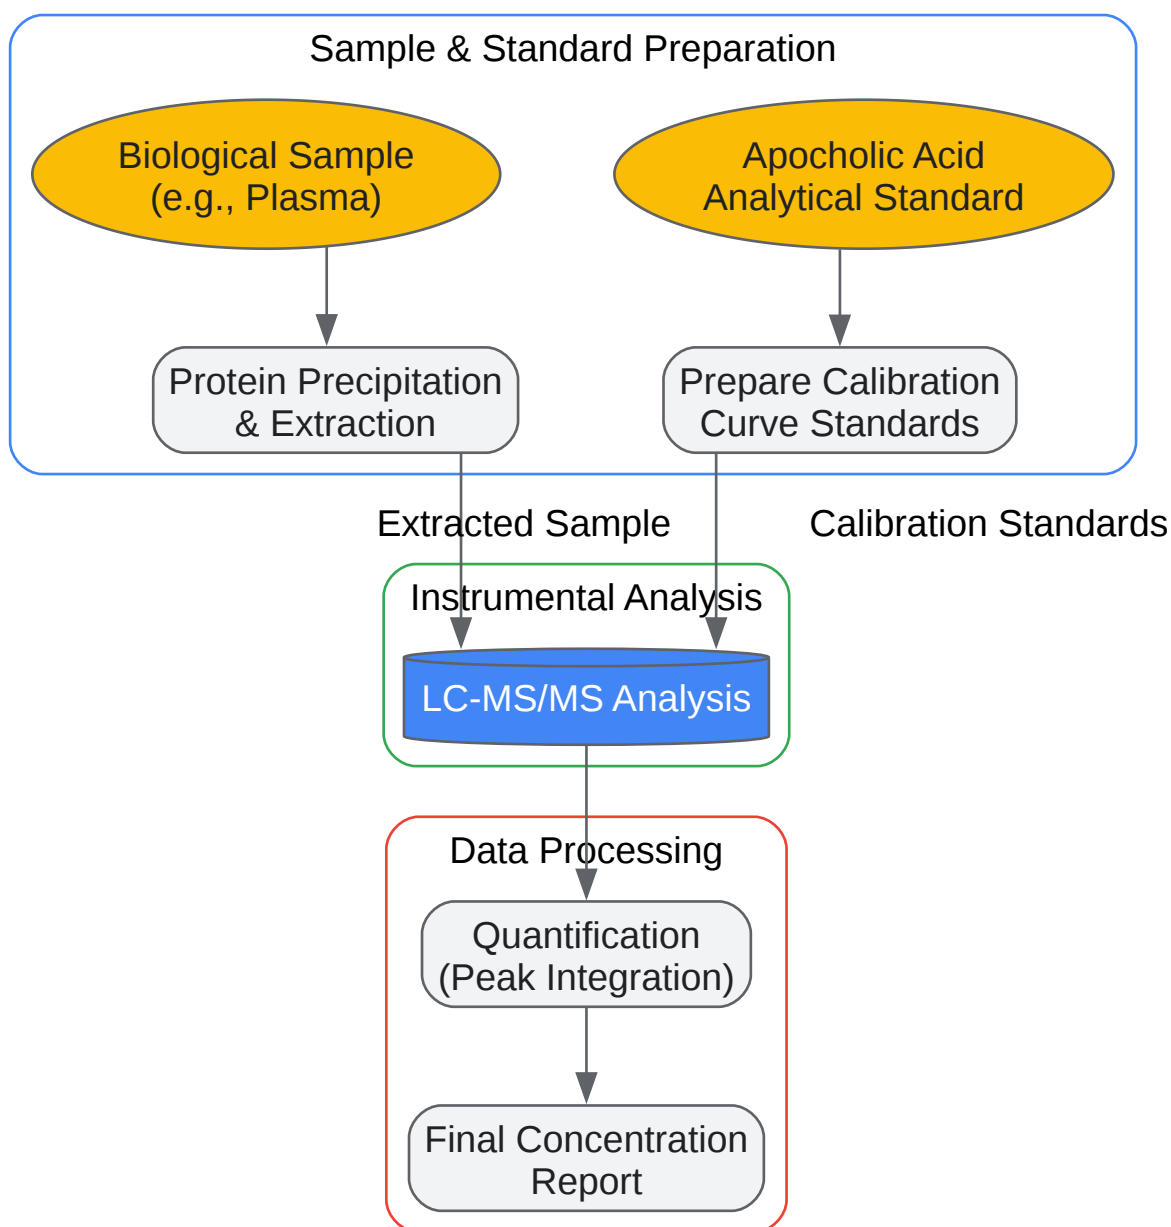 Sample & Standard Preparation
Biological Sample
(e.g., Plasma)
Apocholic Acid
Analytical Standard
Protein Precipitation
& Extraction
Prepare Calibration
Curve Standards
Extracted Sample
Calibration Standards
Instrumental Analysis
LC-MS/MS Analysis
Data Processing
Quantification
(Peak Integration)
Final Concentration
Report